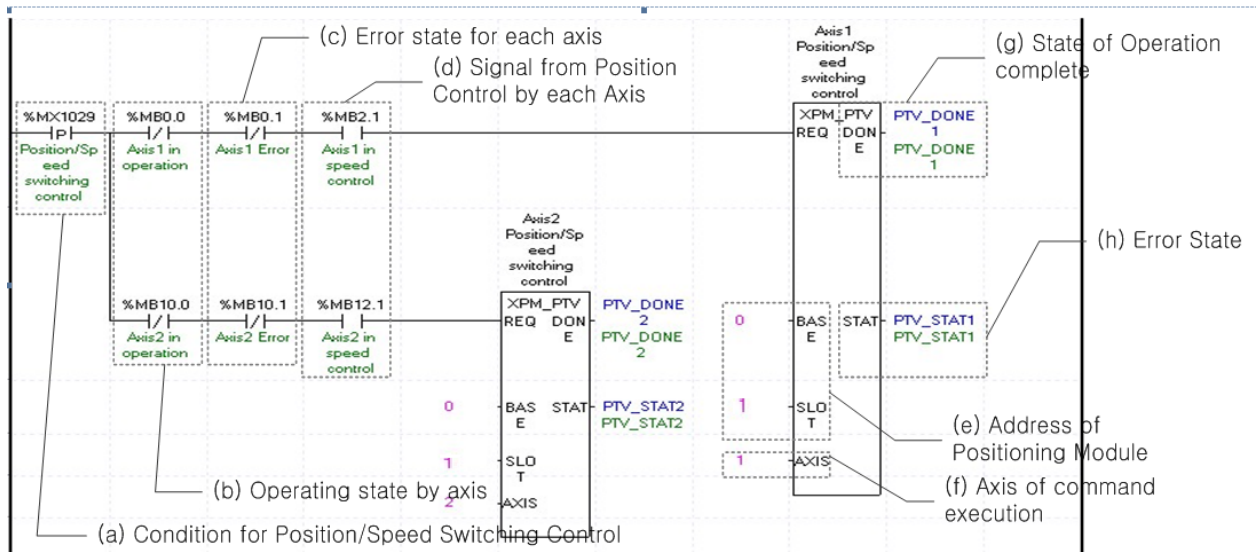 (c) Error state for each axis
(d) Signal from Position
Control by each Axis
Axis1
Position/Sp
eed
switching
control
(g) State of Operation
complete
%MX1029
%MB0.0
%MB0.1
%MB2.1
P
Position/Sp
eed
switching
control
Axis1 in
operation
Axis1 Error
Axis1 in
speed
control
XPM_PTV
REQ
DON
E
PTV_DONE
1
PTV_DONE
1
Axis2
Position/Sp
eed
switching
control
(h) Error State
%MB10.0
%MB10.1
%MB12.1
Axis2 in
operation
Axis2 Error
Axis2 in
speed
control
XPM_PTV
REQ
DON
E
PTV_DONE
2
PTV_DONE
2
0
BAS
E
STAT
PTV_STAT1
PTV_STAT1
0
BAS
E
STAT
PTV_STAT2
PTV_STAT2
1
SLO
T
(e) Address of
Positioning Module
1
SLO
T
1
AXIS
(f) Axis of command
execution
2
AXIS
(b) Operating state by axis
(a) Condition for Position/Speed Switching Control